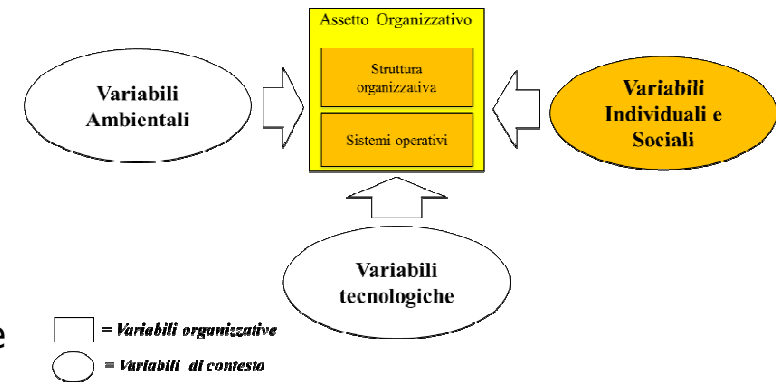 Assetto Organizzativo
Struttura
organizzativa
Sistemi operativi
Variabili
Ambientali
Variabili
Individuali e
Sociali
Variabili
tecnologiche
e
= Variabili organizzative
= Variabili di contesto